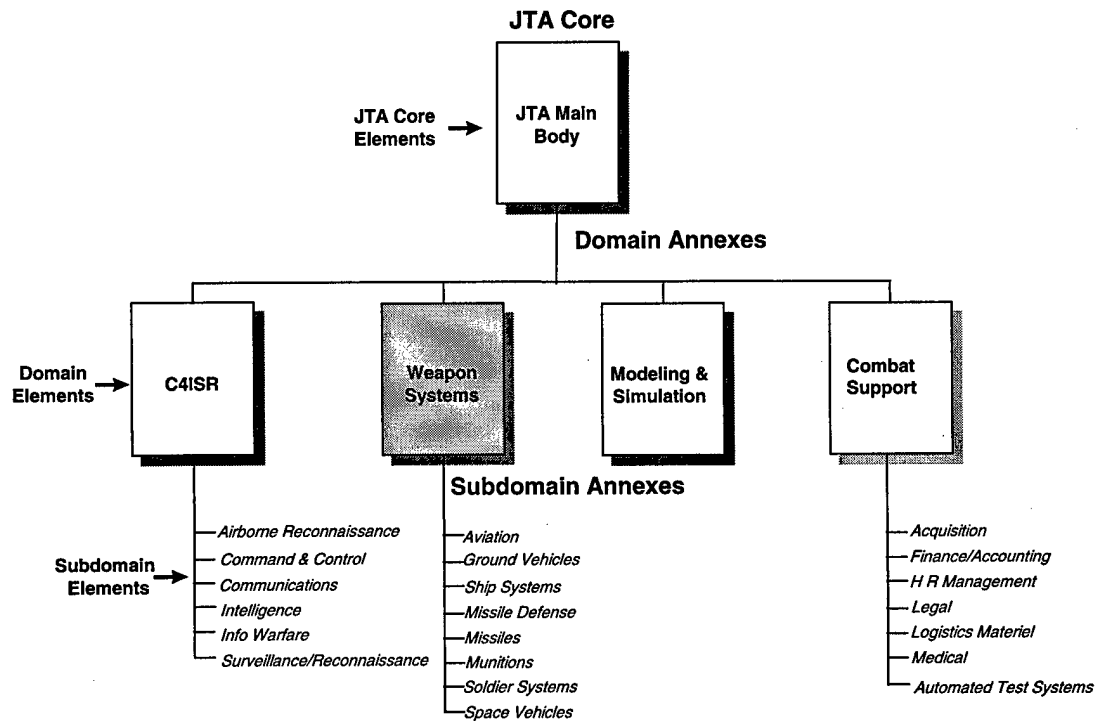 JTA Core
JTA Core
Elements
JTA Main
Body
Domain Annexes
Domain
Elements
C4ISR
Weapon
Systems
Modeling &
Simulation
Combat
Support
Subdomain Annexes
Subdomain
Elements
Airborne Reconnaissance
Command & Control
Communications
Intelligence
Info Warfare
Surveillance/Reconnaissance
Aviation
Ground Vehicles
Ship Systems
Missile Defense
Missiles
Munitions
Soldier Systems
Space Vehicles
Acquisition
Finance/Accounting
H R Management
Legal
Logistics Materiel
Medical
Automated Test Systems